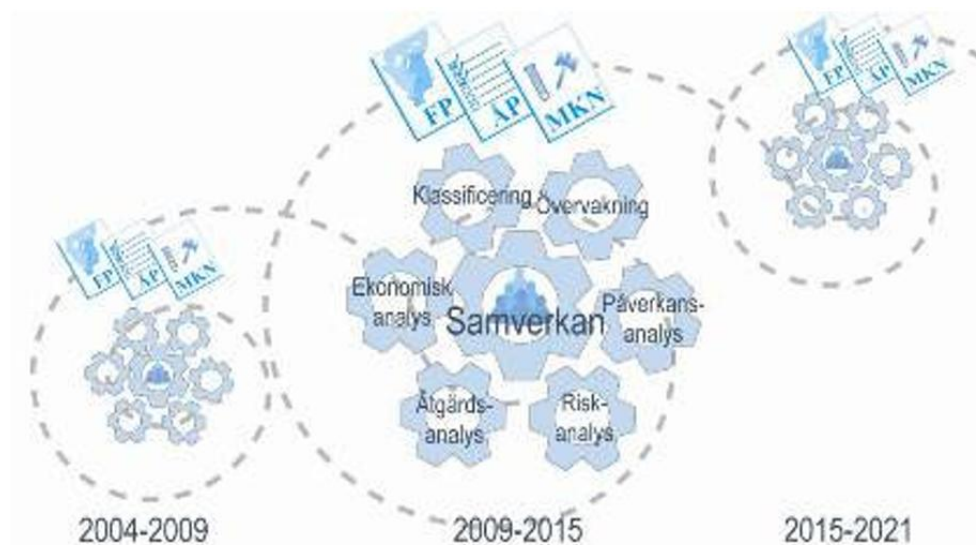 FP ÅP MKN
FP ÅP MKN
FP ÅP MKN
Klassificering
Övervakning
Ekonomisk
analys
Samverkan
Påverkans-
analys
Åtgärds-
analys
Risk-
analys
2004-2009
2009-2015
2015-2021